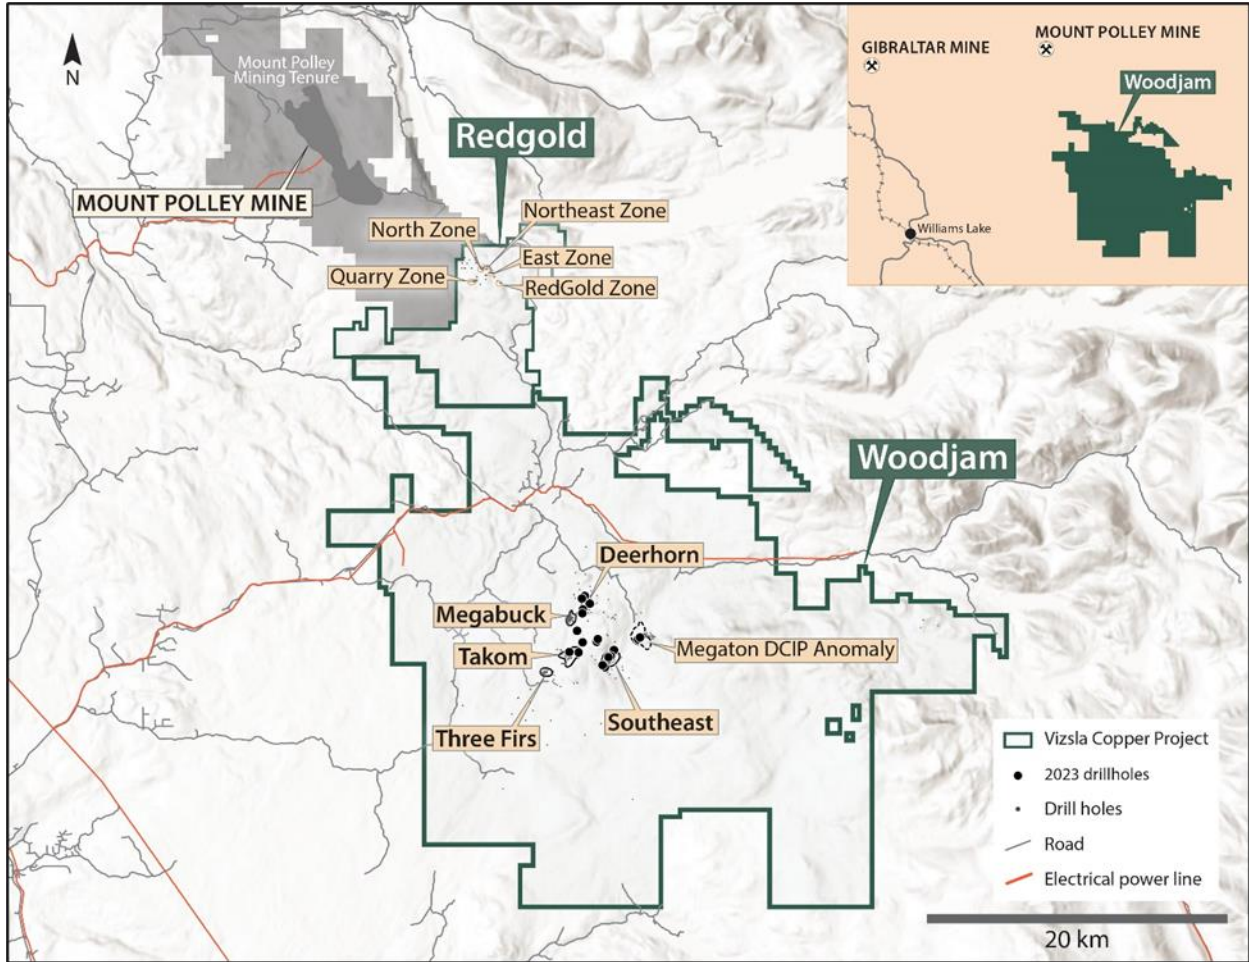 N
Mount Polley
Mining Tenure
MOUNT POLLEY MINE
Redgold
Northeast Zone
North Zone
East Zone
Quarry Zone
RedGold Zone
GIBRALTAR MINE
MOUNT POLLEY MINE
Woodjam
Williams Lake
Woodjam
Deerhorn
Megabuck
Takom
Megaton DCIP Anomaly
Southeast
Three Firs
Vizsla Copper Project
2023 drillholes
Drill holes
Road
Electrical power line
20 km